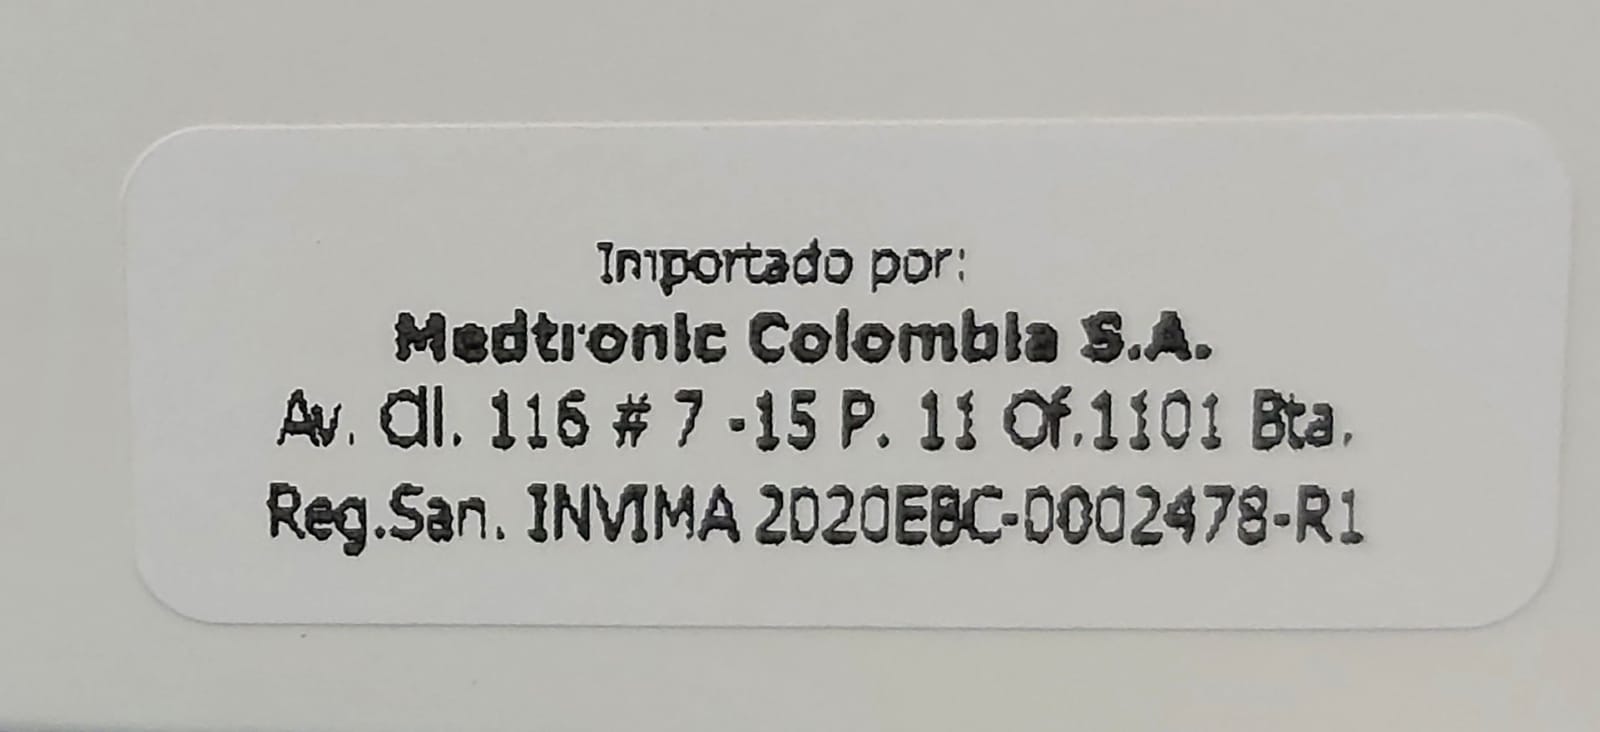 Importado por:
Medtronic Colombia S.A.
Av. Cll. 116 # 7 -15 P. 11 Of.1101 Bta.
Reg.San. INVIMA 2020EBC-0002478-R1